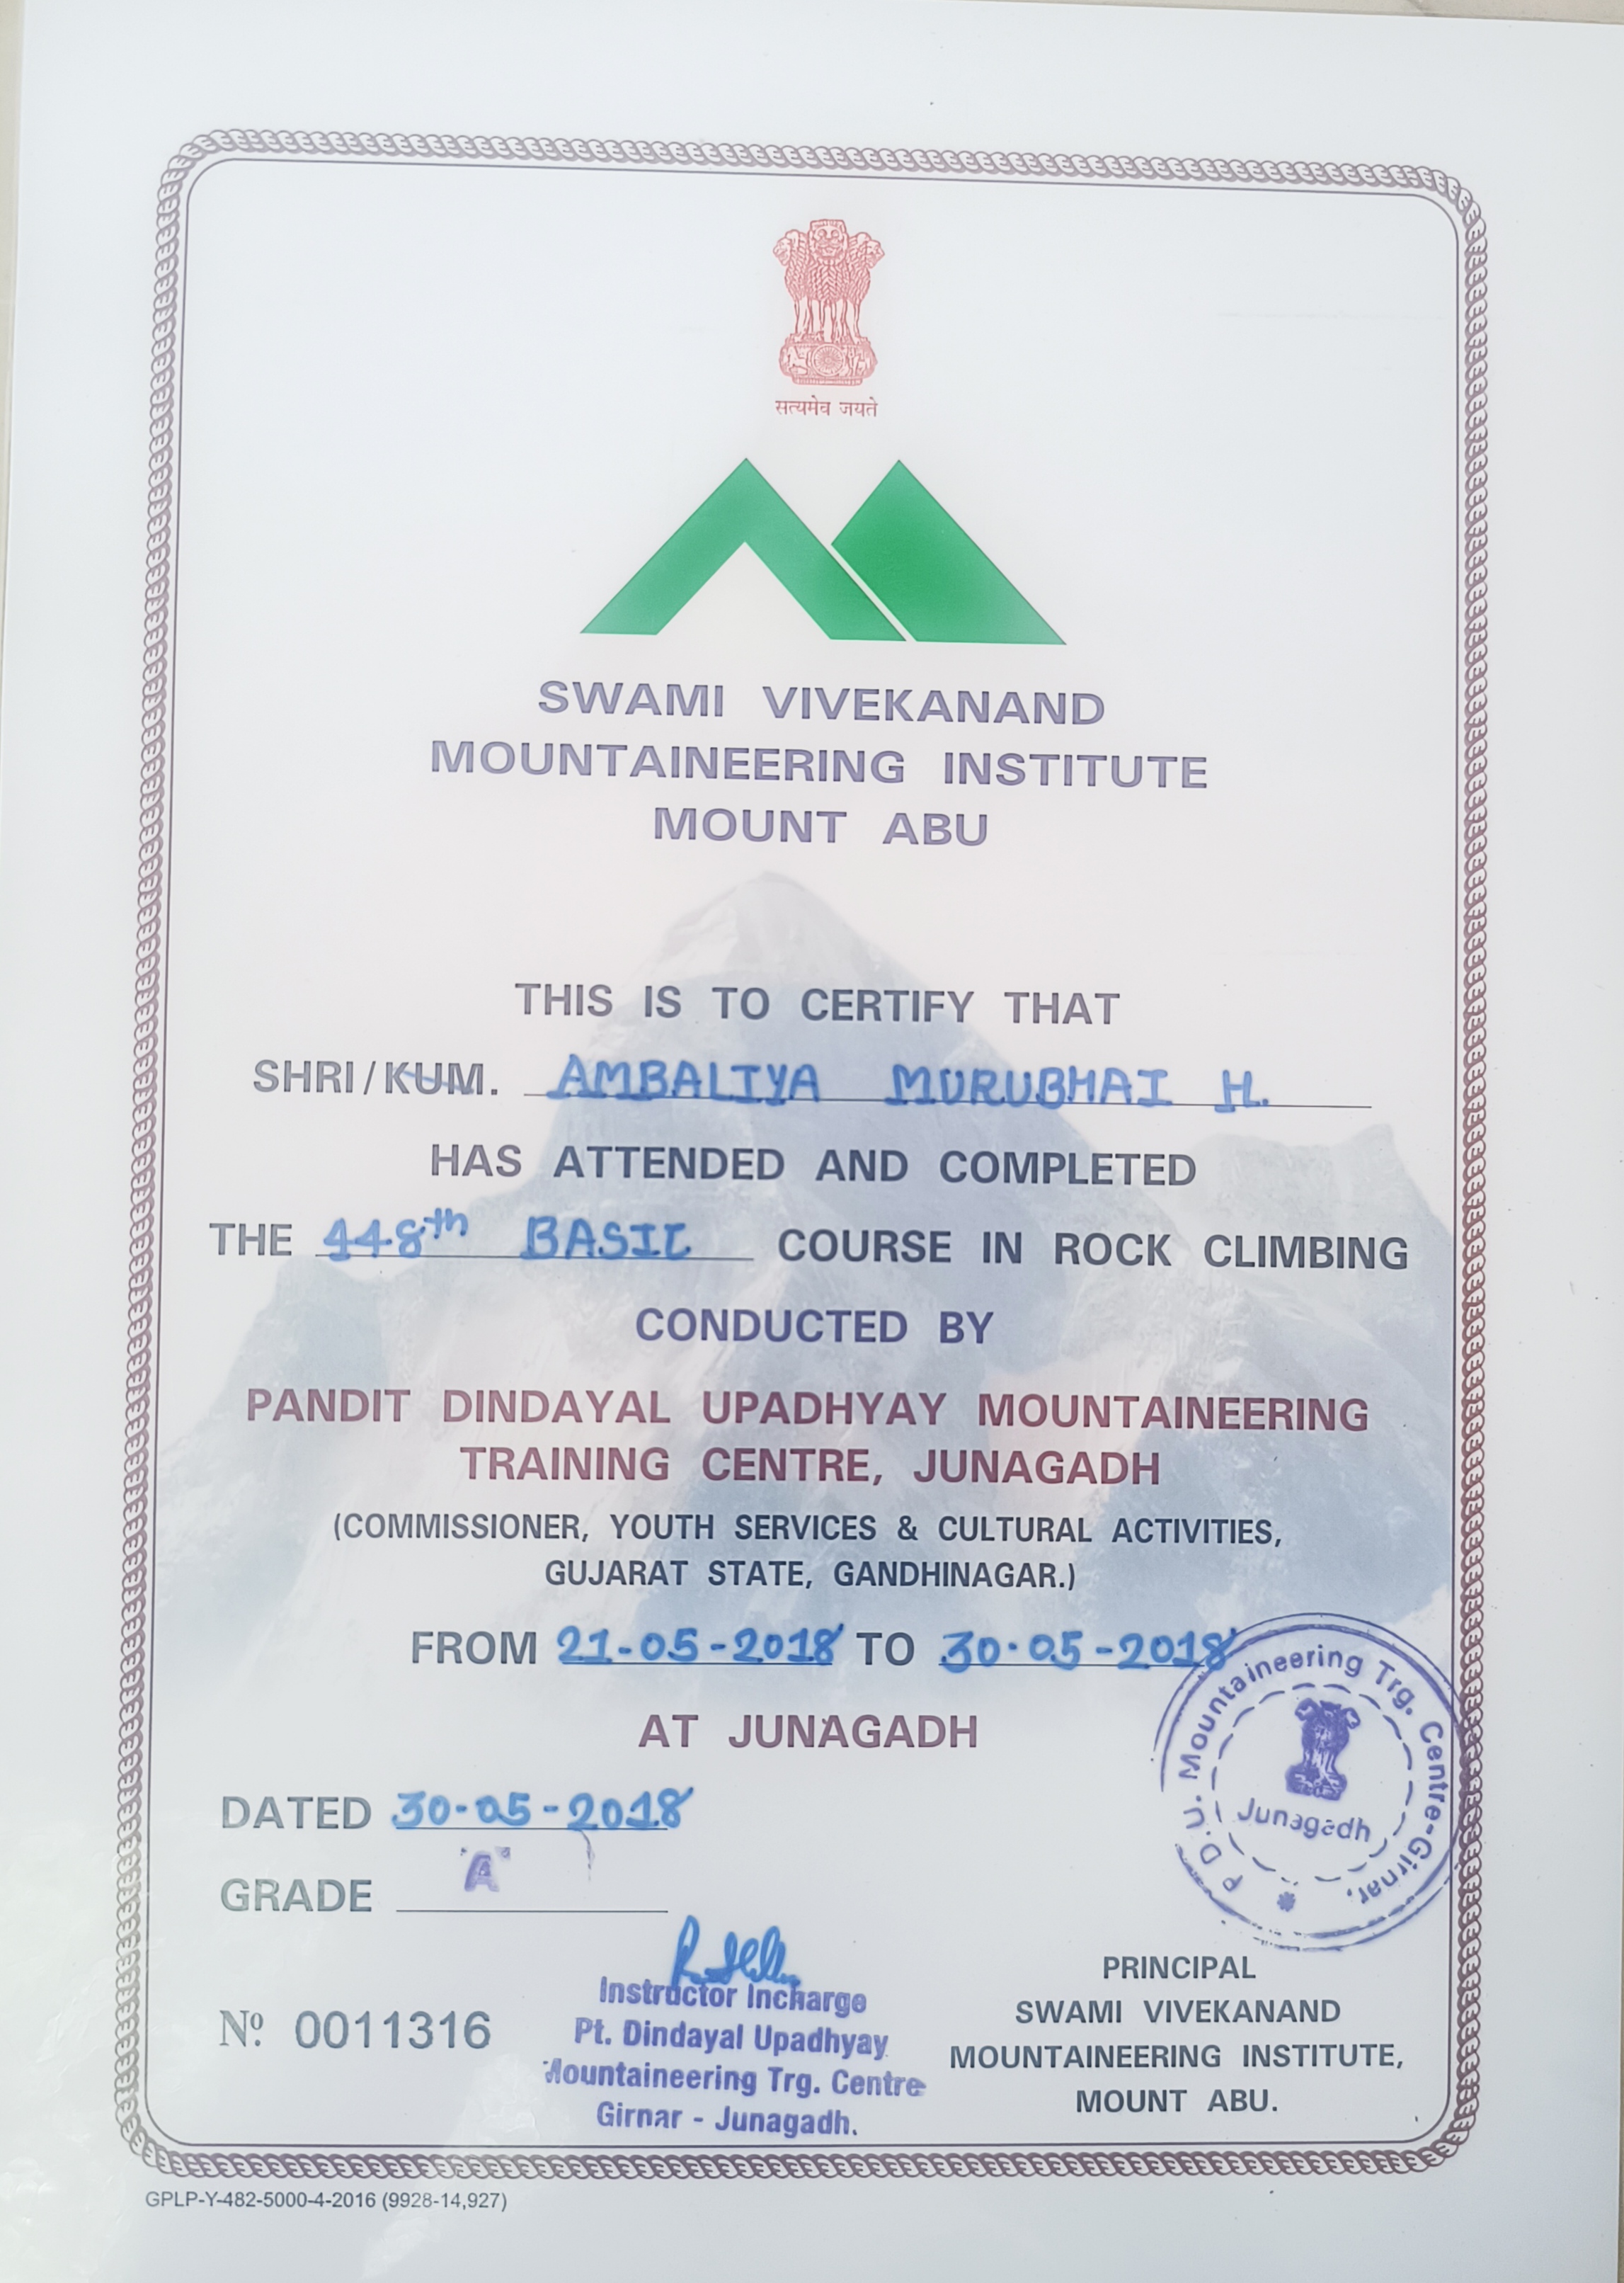 सत्यमेव जयते
SWAMI VIVEKANAND
MOUNTAINEERING INSTITUTE
MOUNT ABU
THIS IS TO CERTIFY THAT
SHRI/KUM. AMBALIYA MURUBHAI H.
HAS ATTENDED AND COMPLETED
THE 448th BASIC COURSE IN ROCK CLIMBING
CONDUCTED BY
PANDIT DINDAYAL UPADHYAY MOUNTAINEERING
TRAINING CENTRE, JUNAGADH
(COMMISSIONER, YOUTH SERVICES & CULTURAL ACTIVITIES,
GUJARAT STATE, GANDHINAGAR.)
FROM 21-05-2018 TO 30-05-2018
AT JUNAGADH
P.D.U. Mountaineering Trg. Centre-Girnar,
Junagadh
DATED 30-05-2018
GRADE "A"
Nº. 0011316
Instructor Incharge
Pt. Dindayal Upadhyay
Mountaineering Trg. Centre
Girnar - Junagadh.
PRINCIPAL
SWAMI VIVEKANAND
MOUNTAINEERING INSTITUTE,
MOUNT ABU.
GPLP-Y-482-5000-4-2016 (9928-14,927)